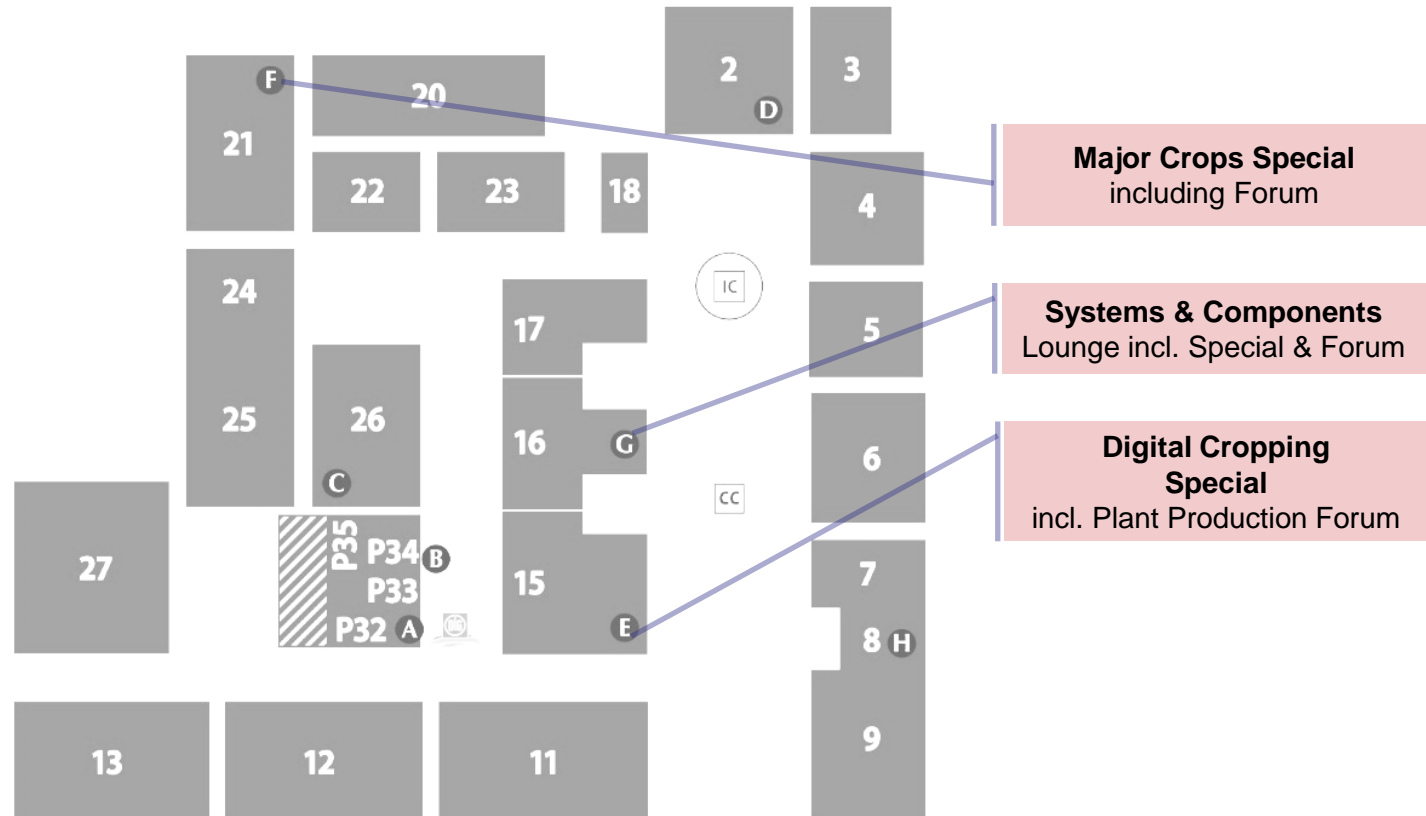 2
3
F
20
D
21
Major Crops Special
including Forum
22
23
18
4
24
IC
17
5
Systems & Components
Lounge incl. Special & Forum
25
26
16
G
6
Digital Cropping
Special
incl. Plant Production Forum
C
CC
P35
P34
B
27
P33
15
7
P32
A
E
8
H
13
12
11
9